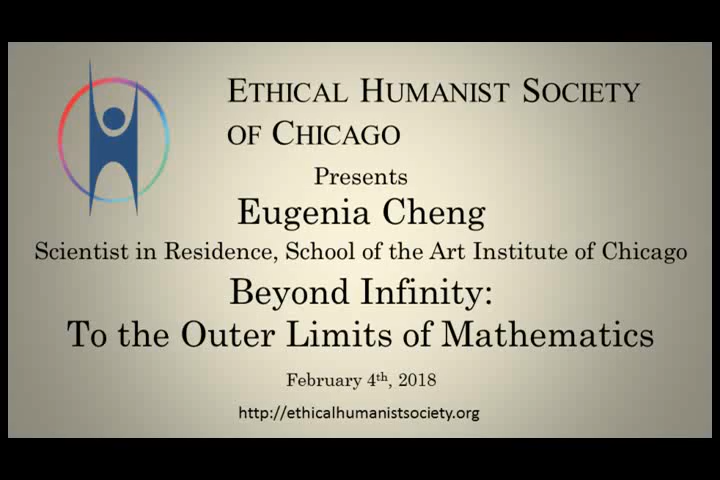 ETHICAL HUMANIST SOCIETY
OF CHICAGO
Presents
Eugenia Cheng
Scientist in Residence, School of the Art Institute of Chicago
Beyond Infinity:
To the Outer Limits of Mathematics
February 4th, 2018
http://ethicalhumanistsociety.org